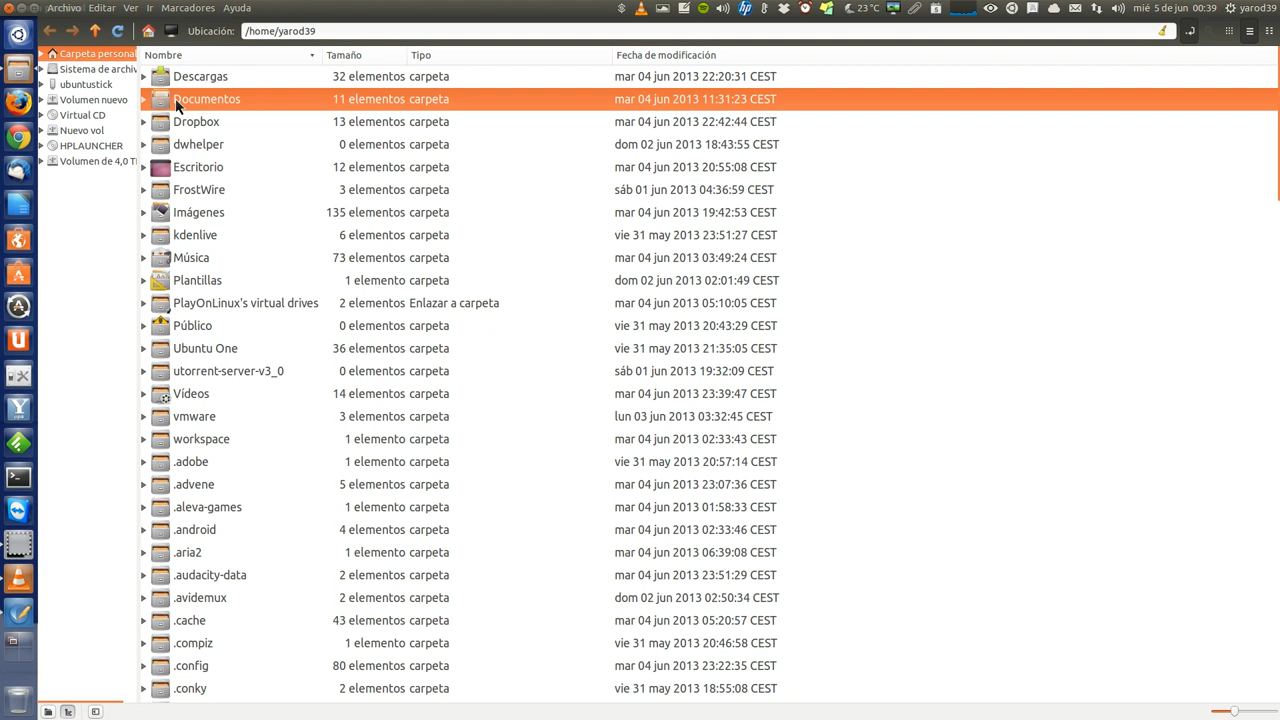 Archivo Editar Ver Ir Marcadores Ayuda 23°C mié 5 de jun 00:39 yarod39
Ubicación: /home/yarod39
Carpeta personal
Sistema de archiv
ubuntustick
Volumen nuevo
Virtual CD
Nuevo vol
HPLAUNCHER
Volumen de 4,0 T
Nombre Tamaño Tipo Fecha de modificación
Descargas 32 elementos carpeta mar 04 jun 2013 22:20:31 CEST
Documentos 11 elementos carpeta mar 04 jun 2013 11:31:23 CEST
Dropbox 13 elementos carpeta mar 04 jun 2013 22:42:44 CEST
dwhelper 0 elementos carpeta dom 02 jun 2013 18:43:55 CEST
Escritorio 12 elementos carpeta mar 04 jun 2013 20:55:08 CEST
FrostWire 3 elementos carpeta sáb 01 jun 2013 04:36:59 CEST
Imágenes 135 elementos carpeta mar 04 jun 2013 19:42:53 CEST
kdenlive 6 elementos carpeta vie 31 may 2013 23:51:27 CEST
Música 73 elementos carpeta mar 04 jun 2013 03:49:24 CEST
Plantillas 1 elemento carpeta dom 02 jun 2013 02:01:49 CEST
PlayOnLinux's virtual drives 2 elementos Enlazar a carpeta mar 04 jun 2013 05:10:05 CEST
Público 0 elementos carpeta vie 31 may 2013 20:43:29 CEST
Ubuntu One 36 elementos carpeta vie 31 may 2013 21:35:05 CEST
utorrent-server-v3_0 0 elementos carpeta sáb 01 jun 2013 19:32:09 CEST
Vídeos 14 elementos carpeta mar 04 jun 2013 23:39:47 CEST
vmware 3 elementos carpeta lun 03 jun 2013 03:32:45 CEST
workspace 1 elemento carpeta mar 04 jun 2013 02:33:43 CEST
.adobe 1 elemento carpeta vie 31 may 2013 20:57:14 CEST
.advene 5 elementos carpeta mar 04 jun 2013 23:07:36 CEST
.aleva-games 1 elemento carpeta mar 04 jun 2013 01:58:33 CEST
.android 4 elementos carpeta mar 04 jun 2013 02:33:46 CEST
.aria2 1 elemento carpeta mar 04 jun 2013 06:39:08 CEST
.audacity-data 2 elementos carpeta mar 04 jun 2013 23:51:29 CEST
.avidemux 2 elementos carpeta dom 02 jun 2013 02:50:34 CEST
.cache 43 elementos carpeta mar 04 jun 2013 05:20:57 CEST
.compiz 1 elemento carpeta vie 31 may 2013 20:46:58 CEST
.config 80 elementos carpeta mar 04 jun 2013 23:22:35 CEST
.conky 2 elementos carpeta vie 31 may 2013 18:55:08 CEST